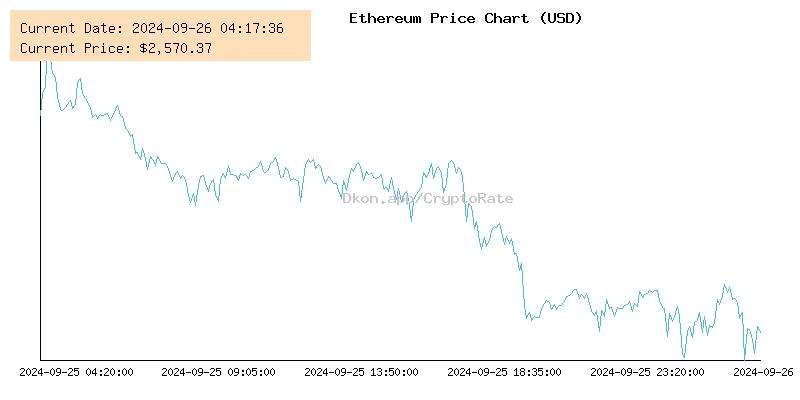 Ethereum Price Chart (USD)
Current Date: 2024-09-26 04:17:36
Current Price: $2,570.37
Dkon.app/CryptoRate
2024-09-25 04:20:00 2024-09-25 09:05:00 2024-09-25 13:50:00 2024-09-25 18:35:00 2024-09-25 23:20:00 2024-09-26